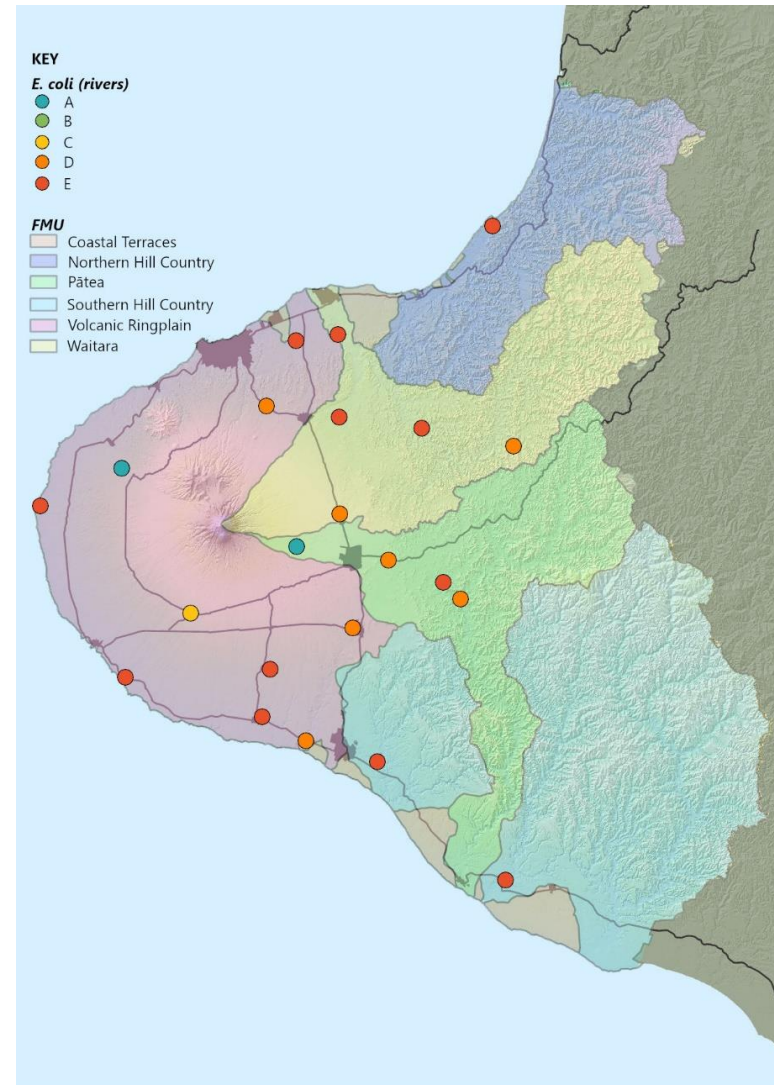 KEY
E. coli (rivers)
A
B
C
D
E
FMU
Coastal Terraces
Northern Hill Country
Pātea
Southern Hill Country
Volcanic Ringplain
Waitara